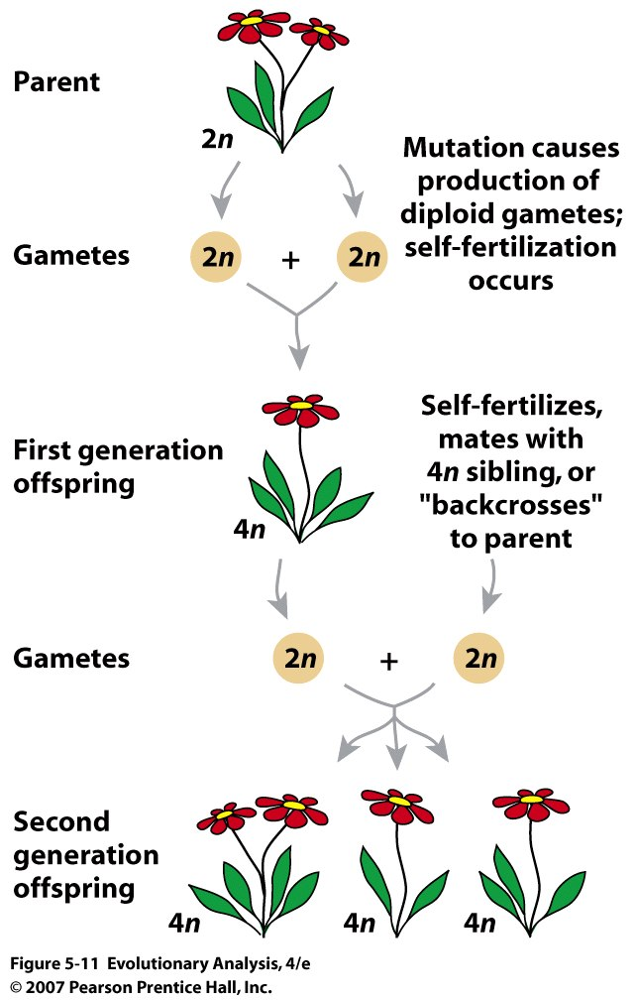 Parent
2n
Mutation causes
production of
diploid gametes;
self-fertilization
occurs
Gametes
2n + 2n
First generation
offspring
4n
Self-fertilizes,
mates with
4n sibling, or
"backcrosses"
to parent
Gametes
2n + 2n
Second
generation
offspring
4n 4n 4n
Figure 5-11 Evolutionary Analysis, 4/e
© 2007 Pearson Prentice Hall, Inc.